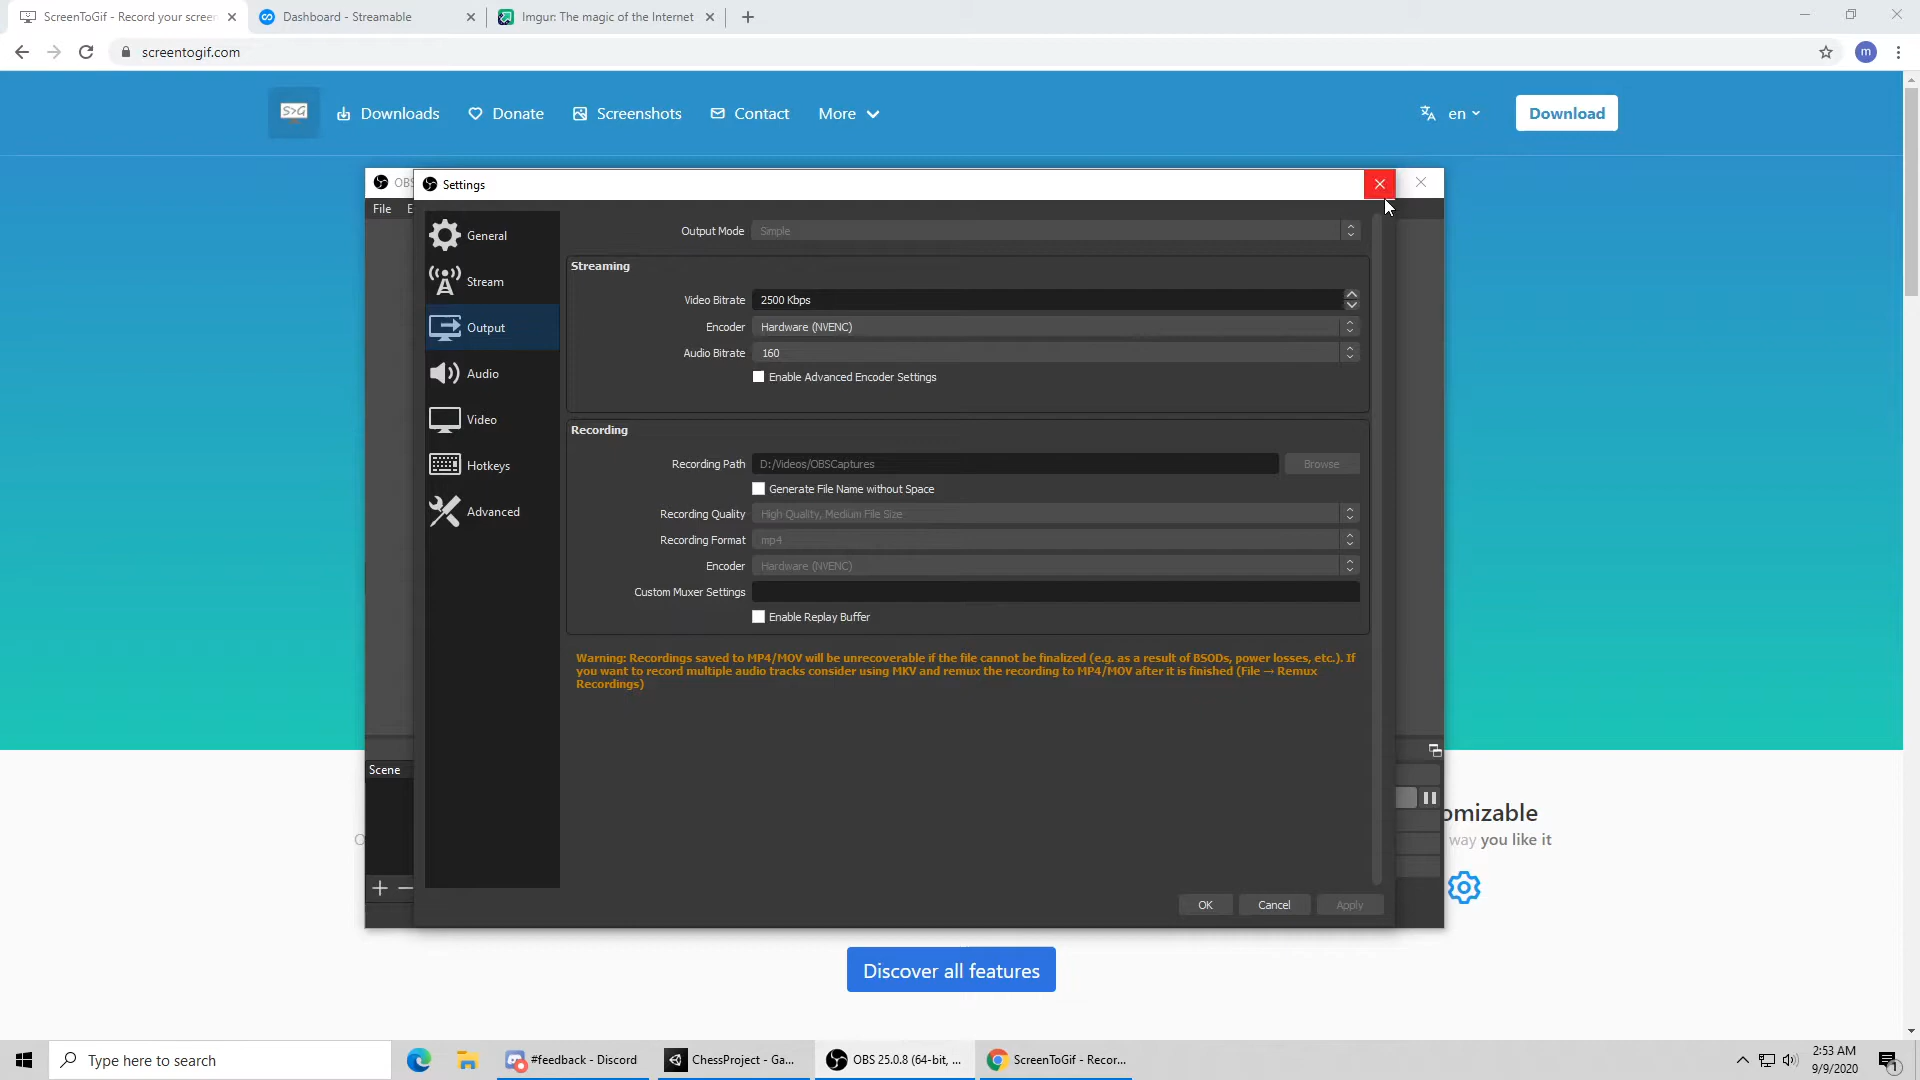 ScreenToGif - Record your screen
Dashboard - Streamable
Imgur: The magic of the Internet
screentogif.com
m
S>G
Downloads
Donate
Screenshots
Contact
More
en
Download
OBS
Settings
File
General
Stream
Output
Audio
Video
Hotkeys
Advanced
Output Mode
Simple
Streaming
Video Bitrate
2500 Kbps
Encoder
Hardware (NVENC)
Audio Bitrate
160
Enable Advanced Encoder Settings
Recording
Recording Path
D:/Videos/OBSCaptures
Browse
Generate File Name without Space
Recording Quality
High Quality, Medium File Size
Recording Format
mp4
Encoder
Hardware (NVENC)
Custom Muxer Settings
Enable Replay Buffer
Warning: Recordings saved to MP4/MOV will be unrecoverable if the file cannot be finalized (e.g. as a result of BSODs, power losses, etc.). If
you want to record multiple audio tracks consider using MKV and remux the recording to MP4/MOV after it is finished (File → Remux
Recordings)
Scene
OK
Cancel
Apply
omizable
way you like it
Discover all features
Type here to search
#feedback - Discord
ChessProject - Ga...
OBS 25.0.8 (64-bit, ...
ScreenToGif - Recor...
2:53 AM
9/9/2020
1